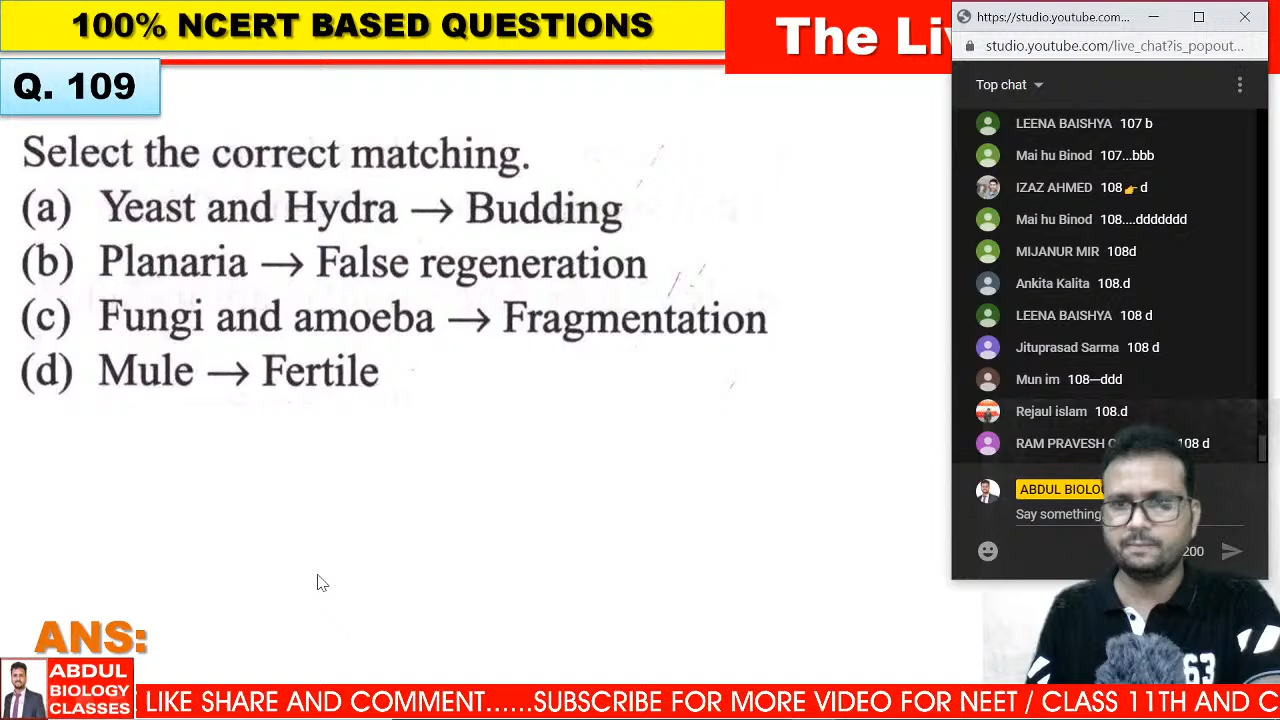 100% NCERT BASED QUESTIONS
The Li
Q. 109
Select the correct matching.
(a) Yeast and Hydra → Budding
(b) Planaria → False regeneration
(c) Fungi and amoeba → Fragmentation
(d) Mule → Fertile
ANS:
ABDUL
BIOLOGY
CLASSES
LIKE SHARE AND COMMENT......SUBSCRIBE FOR MORE VIDEO FOR NEET / CLASS 11TH AND C
https://studio.youtube.com...
studio.youtube.com/live_chat?is_popout...
Top chat
LEENA BAISHYA 107 b
Mai hu Binod 107...bbb
IZAZ AHMED 108👉d
Mai hu Binod 108....ddddddd
MIJANUR MIR 108d
Ankita Kalita 108.d
LEENA BAISHYA 108 d
Jituprasad Sarma 108 d
Mun im 108—ddd
Rejaul islam 108.d
RAM PRAVESH 108 d
ABDUL BIOLO
Say something
200
63